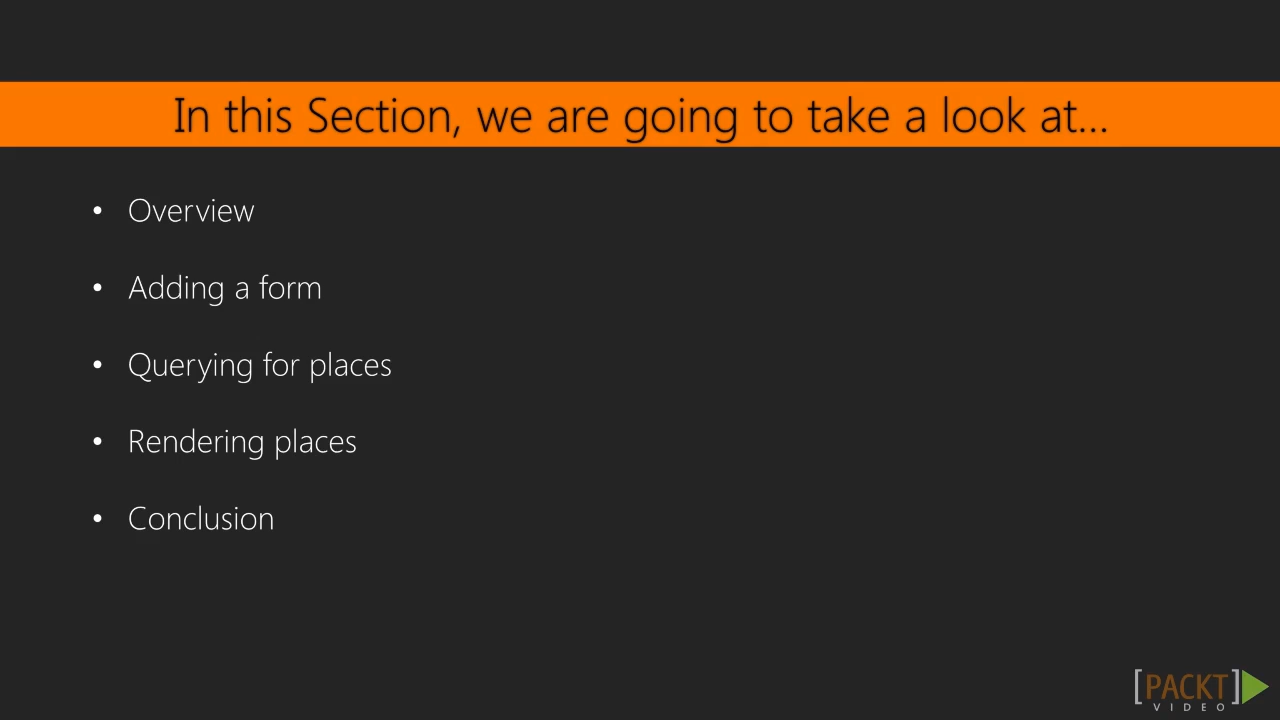 In this Section, we are going to take a look at...
• Overview
• Adding a form
• Querying for places
• Rendering places
• Conclusion
[PACKT]
VIDEO